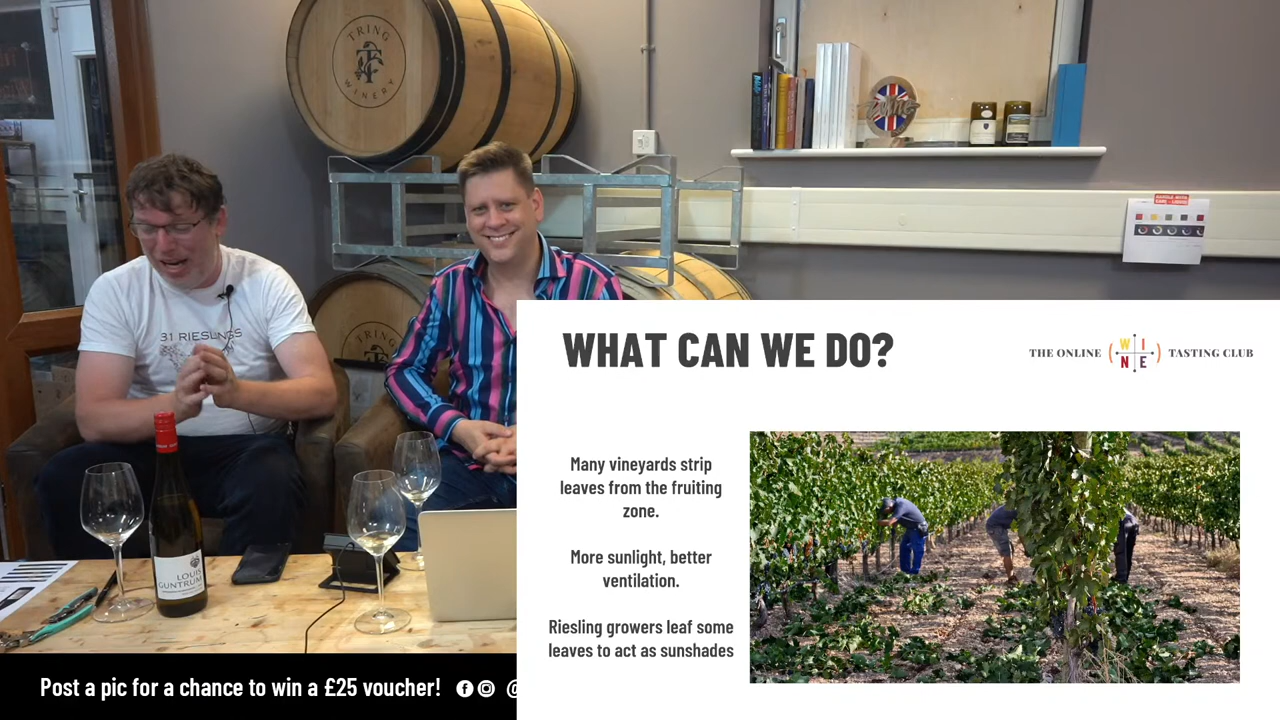 TRING
WINERY
TRING
31 RIESLINGS
LOUIS
GUNTRUM
WHAT CAN WE DO?
THE ONLINE WINE TASTING CLUB
Many vineyards strip
leaves from the fruiting
zone.
More sunlight, better
ventilation.
Riesling growers leaf some
leaves to act as sunshades
Post a pic for a chance to win a £25 voucher!